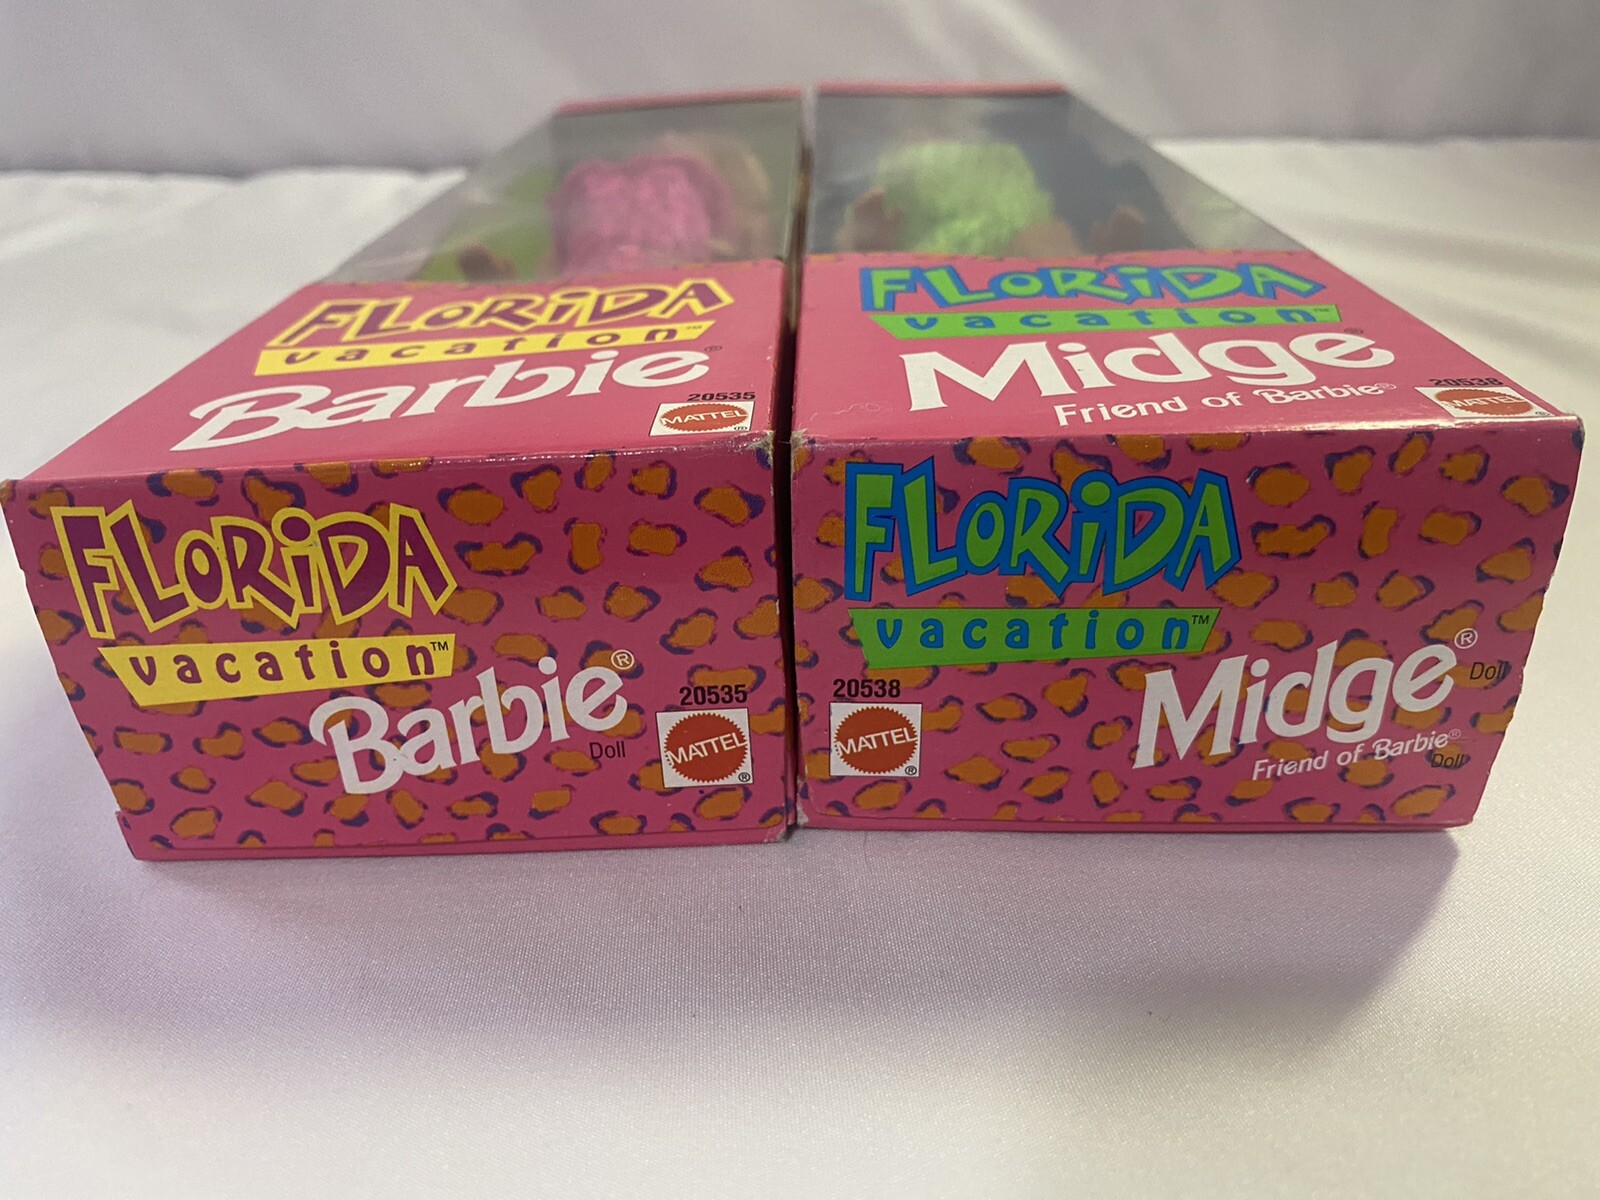 FLORiDA
vacation™
Barbie®
20535
MATTEL
®
FLORiDA
vacation™
Midge®
Friend of Barbie®
20538
MATTEL
®
FLORiDA
vacation™
Barbie®
Doll
20535
MATTEL
®
FLORiDA
vacation™
20538
MATTEL
®
Midge®
Doll
Friend of Barbie®
Doll